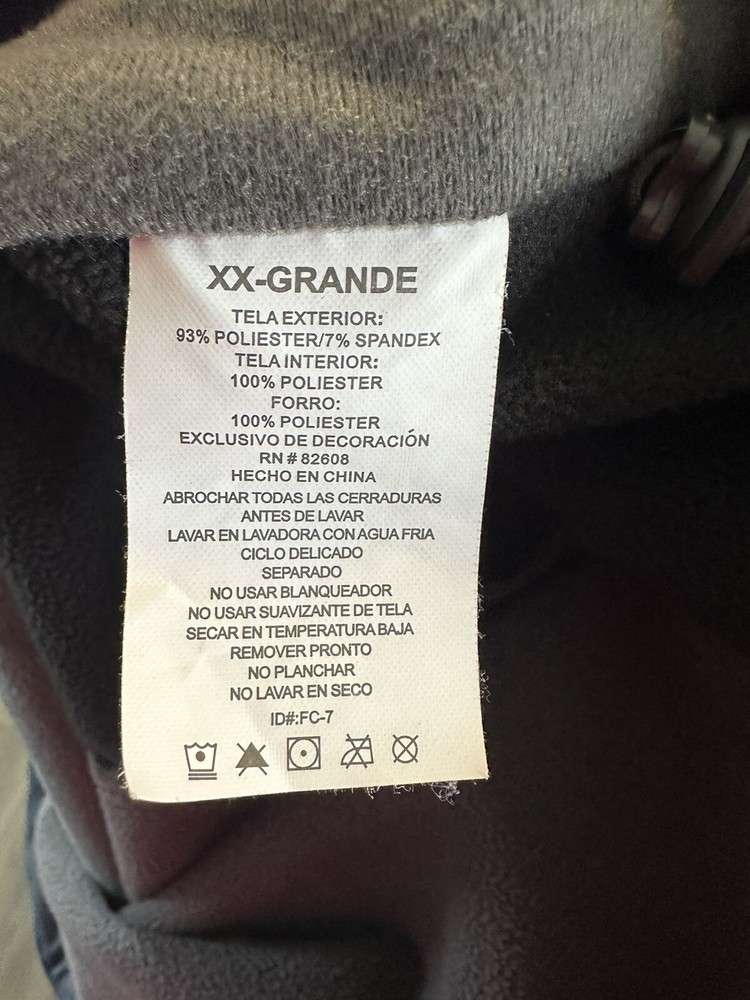 XX-GRANDE
TELA EXTERIOR:
93% POLIESTER/7% SPANDEX
TELA INTERIOR:
100% POLIESTER
FORRO:
100% POLIESTER
EXCLUSIVO DE DECORACIÓN
RN # 82608
HECHO EN CHINA
ABROCHAR TODAS LAS CERRADURAS
ANTES DE LAVAR
LAVAR EN LAVADORA CON AGUA FRIA
CICLO DELICADO
SEPARADO
NO USAR BLANQUEADOR
NO USAR SUAVIZANTE DE TELA
SECAR EN TEMPERATURA BAJA
REMOVER PRONTO
NO PLANCHAR
NO LAVAR EN SECO
ID#:FC-7